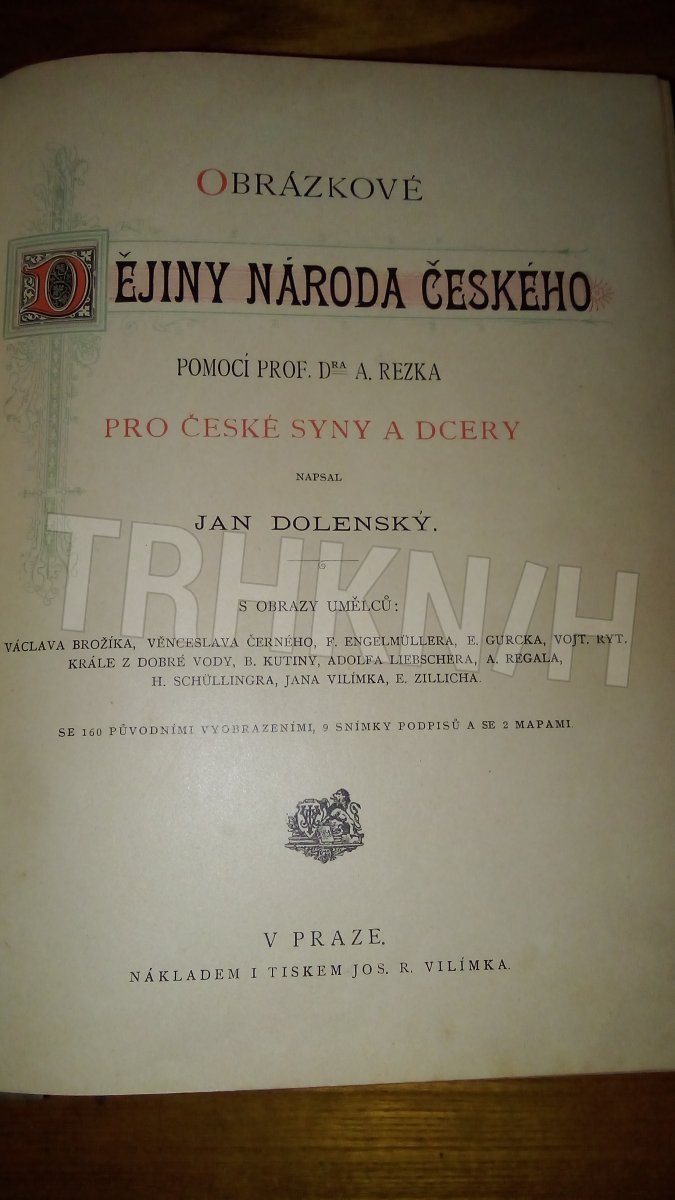 OBRÁZKOVÉ
DĚJINY NÁRODA ČESKÉHO
POMOCÍ PROF. DRA A. REZKA
PRO ČESKÉ SYNY A DCERY
NAPSAL
JAN DOLENSKÝ.
TRHKN/H
S OBRAZY UMĚLCŮ:
VÁCLAVA BROŽÍKA, VĚNCESLAVA ČERNÉHO, F. ENGELMÜLLERA, E. GURCKA, VOJT. RYT.
KRÁLE Z DOBRÉ VODY, B. KUTINY, ADOLFA LIEBSCHERA, A. REGALA,
H. SCHÜLLINGRA, JANA VILÍMKA, E. ZILLICHA.
SE 160 PŮVODNÍMI VYOBRAZENÍMI, 9 SNÍMKY PODPISŮ A SE 2 MAPAMI.
V PRAZE.
NÁKLADEM I TISKEM JOS. R. VILÍMKA.